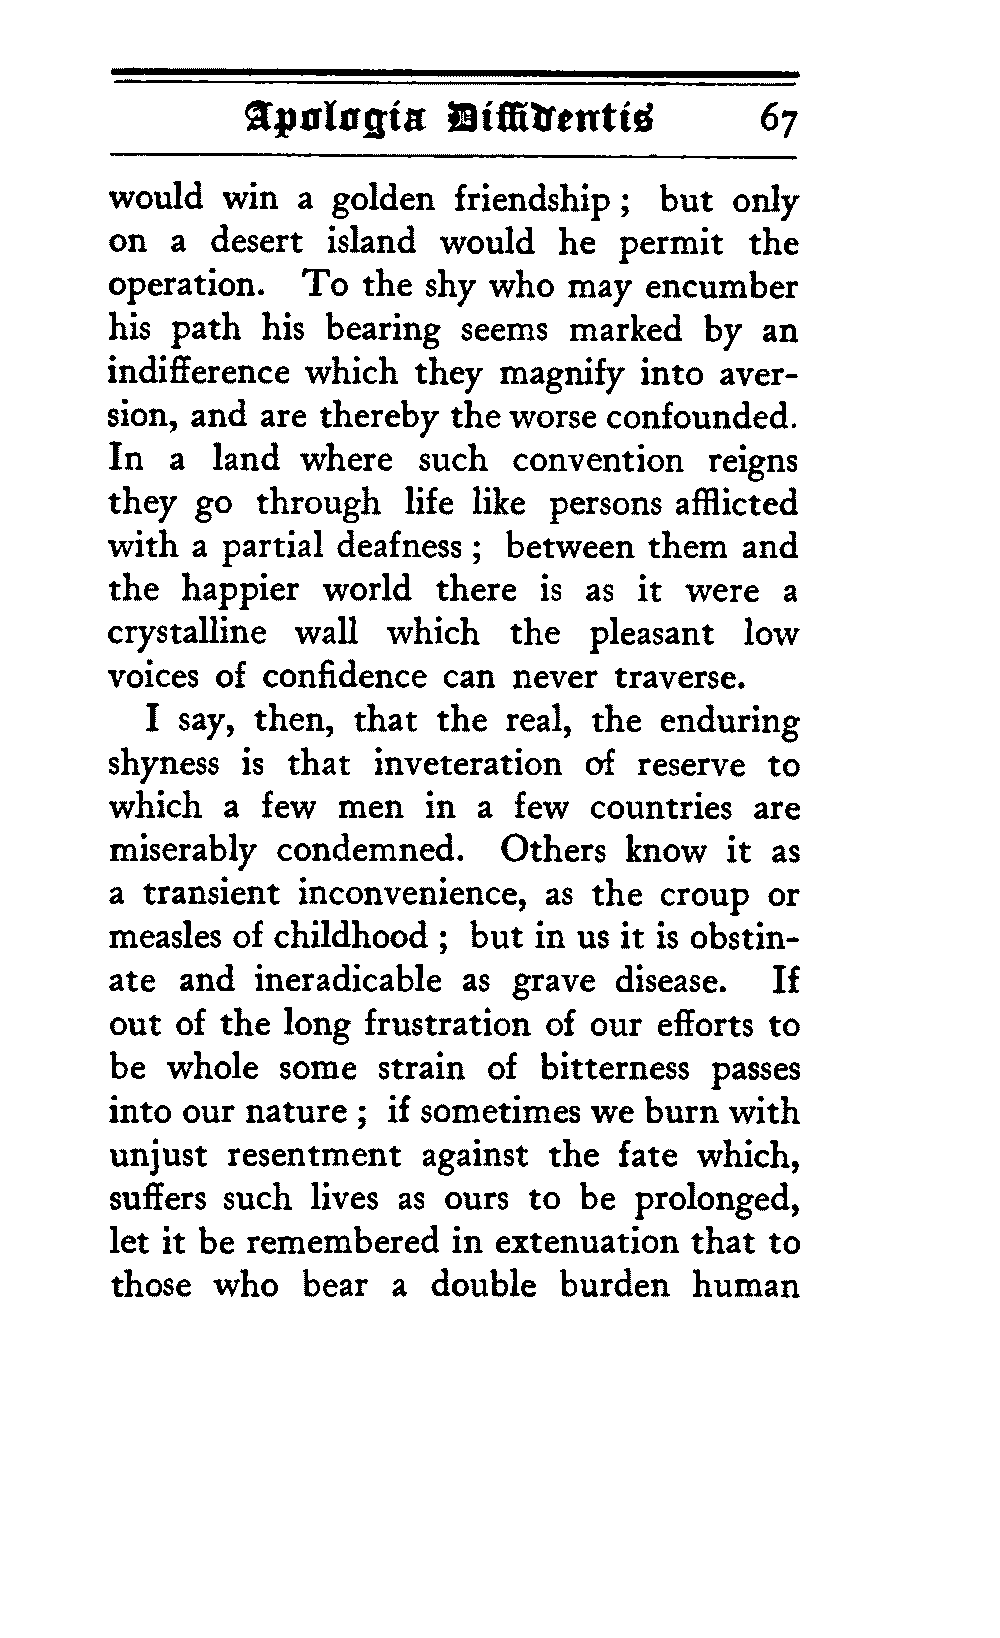 Apologia Diffidentis 67
would win a golden friendship ; but only
on a desert island would he permit the
operation. To the shy who may encumber
his path his bearing seems marked by an
indifference which they magnify into aver-
sion, and are thereby the worse confounded.
In a land where such convention reigns
they go through life like persons afflicted
with a partial deafness ; between them and
the happier world there is as it were a
crystalline wall which the pleasant low
voices of confidence can never traverse.
I say, then, that the real, the enduring
shyness is that inveteration of reserve to
which a few men in a few countries are
miserably condemned. Others know it as
a transient inconvenience, as the croup or
measles of childhood ; but in us it is obstin-
ate and ineradicable as grave disease. If
out of the long frustration of our efforts to
be whole some strain of bitterness passes
into our nature ; if sometimes we burn with
unjust resentment against the fate which,
suffers such lives as ours to be prolonged,
let it be remembered in extenuation that to
those who bear a double burden human